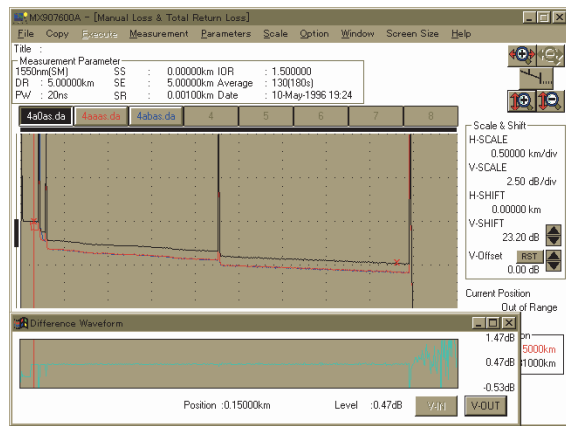 MX907600A - [Manual Loss & Total Return Loss]
File Copy Execute Measurement Parameters Scale Option Window Screen Size Help
Title :
Measurement Parameter
1550nm(SM) SS : 0.00000km IOR : 1.500000
DR : 5.00000km SE : 5.00000km Average : 130(180s)
PW : 20ns SR : 0.00100km Date : 10-May-1996 19:24
4a0as.da 4aaas.da 4abas.da 4 5 6 7 8
Scale & Shift
H-SCALE
0.50000 km/div
V-SCALE
2.50 dB/div
H-SHIFT
0.00000 km
V-SHIFT
23.20 dB
V-Offset RST
0.00 dB
Current Position
Out of Range
on
5000km
1000km
Difference Waveform
1.47dB
0.47dB
-0.53dB
Position :0.15000km Level :0.47dB V-IN V-OUT